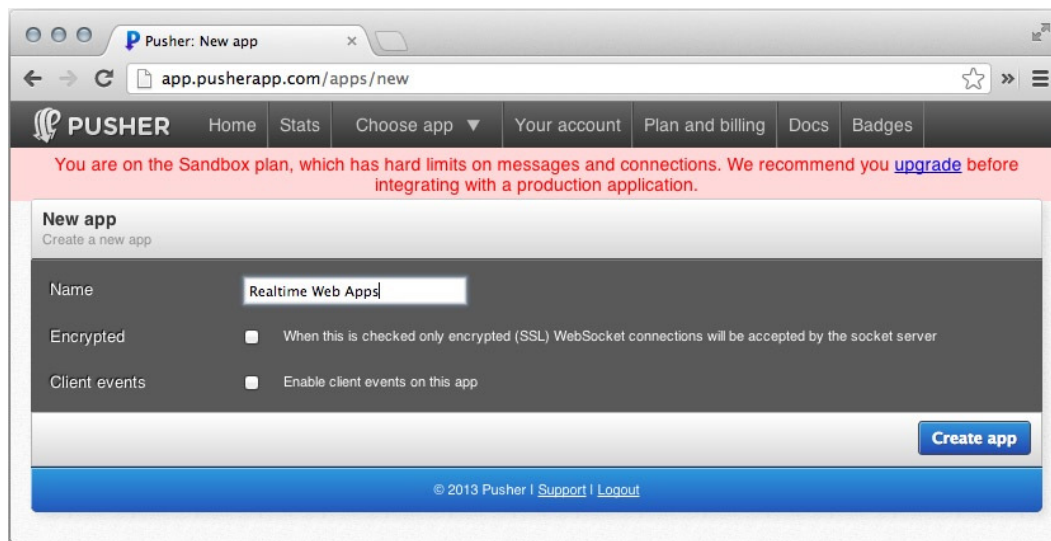 Pusher: New app
app.pusherapp.com/apps/new
PUSHER Home Stats Choose app ▼ Your account Plan and billing Docs Badges
You are on the Sandbox plan, which has hard limits on messages and connections. We recommend you upgrade before
integrating with a production application.
New app
Create a new app
Name Realtime Web Apps
Encrypted When this is checked only encrypted (SSL) WebSocket connections will be accepted by the socket server
Client events Enable client events on this app
Create app
© 2013 Pusher | Support | Logout